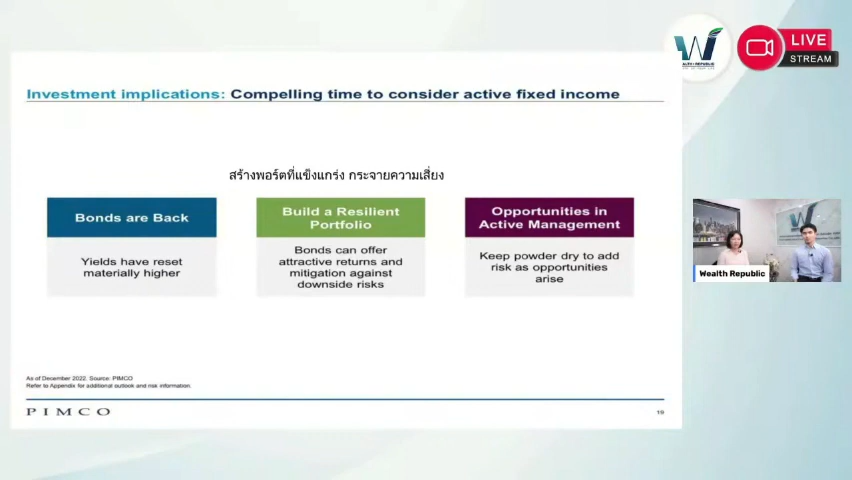 LIVE
STREAM
Investment implications: Compelling time to consider active fixed income
สร้างพอร์ตที่แข็งแกร่ง กระจายความเสี่ยง
Bonds are Back
Yields have reset
materially higher
Build a Resilient
Portfolio
Bonds can offer
attractive returns and
mitigation against
downside risks
Opportunities in
Active Management
Keep powder dry to add
risk as opportunities
arise
Wealth Republic
As of December 2022. Source: PIMCO
Refer to Appendix for additional outlook and risk information.
PIMCO
19